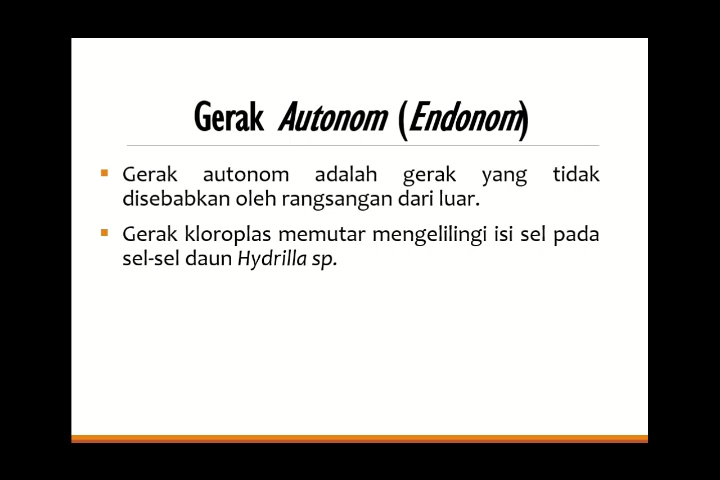 Gerak Autonom (Endonom)
Gerak autonom adalah gerak yang tidak
disebabkan oleh rangsangan dari luar.
Gerak kloroplas memutar mengelilingi isi sel pada
sel-sel daun Hydrilla sp.